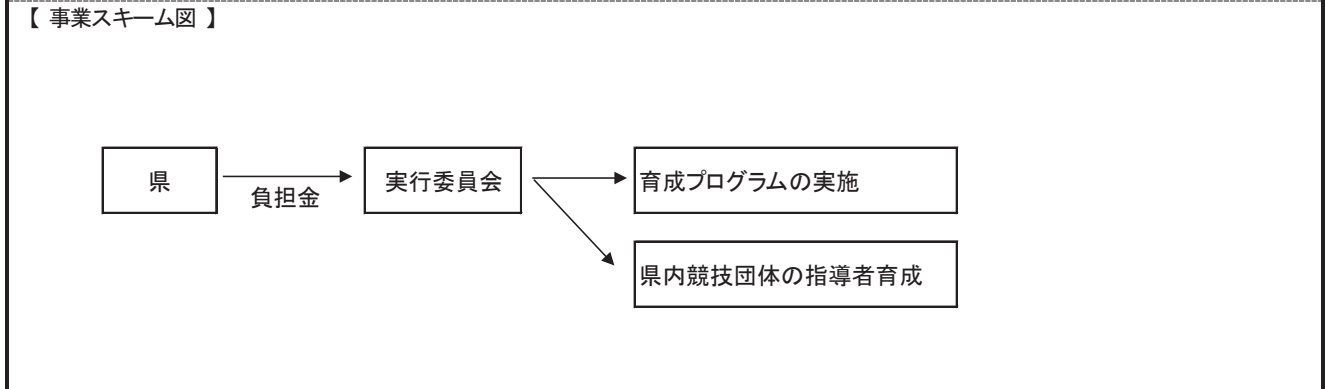 【 事業スキーム図 】
県
負担金
実行委員会
育成プログラムの実施
県内競技団体の指導者育成